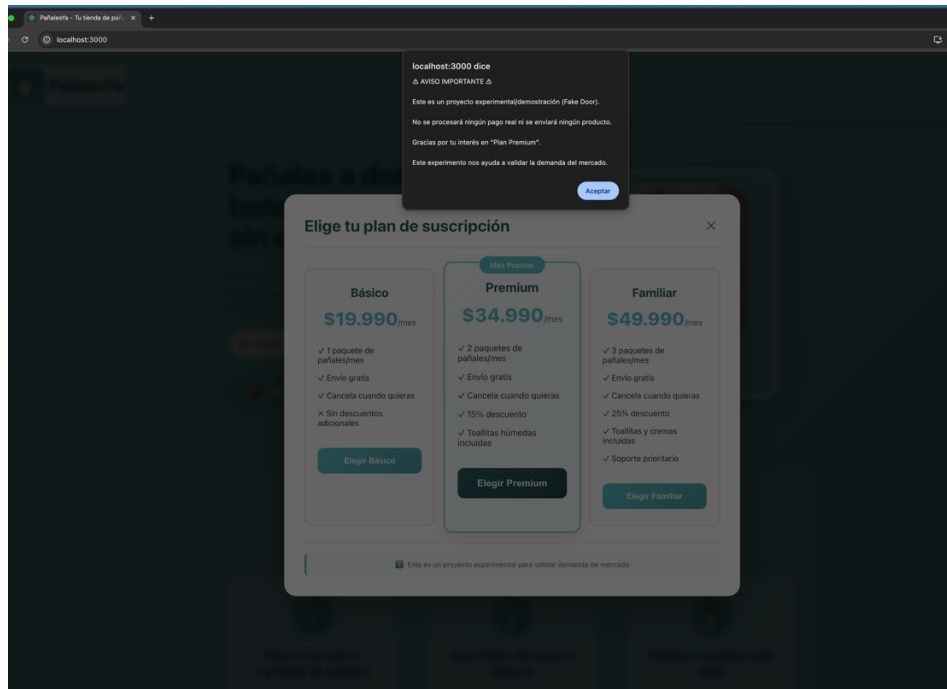 PañalesYa - Tu tienda de paña
localhost:3000
localhost:3000 dice
⚠ AVISO IMPORTANTE ⚠
Este es un proyecto experimental/demostración (Fake Door).
No se procesará ningún pago real ni se enviará ningún producto.
Gracias por tu interés en "Plan Premium".
Este experimento nos ayuda a validar la demanda del mercado.
Aceptar
PañalesYa
Pañales a do
todo
sin
Elige tu plan de suscripción
Básico
$19.990/mes
✓ 1 paquete de
pañales/mes
✓ Envío gratis
✓ Cancela cuando quieras
✕ Sin descuentos
adicionales
Elegir Básico
Más Popular
Premium
$34.990/mes
✓ 2 paquetes de
pañales/mes
✓ Envío gratis
✓ Cancela cuando quieras
✓ 15% descuento
✓ Toallitas húmedas
incluidas
Elegir Premium
Familiar
$49.990/mes
✓ 3 paquetes de
pañales/mes
✓ Envío gratis
✓ Cancela cuando quieras
✓ 25% descuento
✓ Toallitas y cremas
incluidas
✓ Soporte prioritario
Elegir Familiar
ℹ Este es un proyecto experimental para validar demanda de mercado.